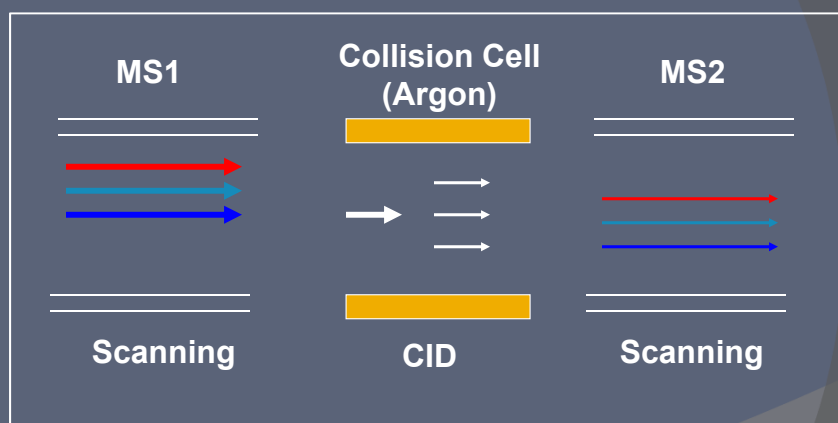 MS1
Collision Cell
(Argon)
MS2
Scanning
CID
Scanning